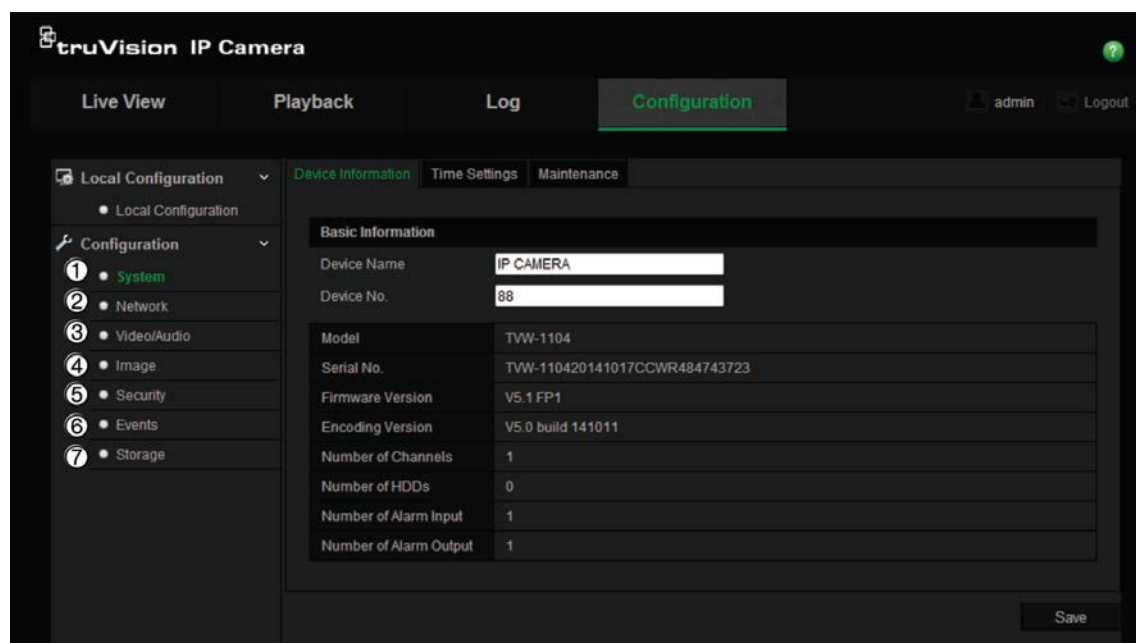 truVision IP Camera
?
Live View Playback Log Configuration admin Logout
Local Configuration
Local Configuration
Configuration
① System
② Network
③ Video/Audio
④ Image
⑤ Security
⑥ Events
⑦ Storage
Device Information Time Settings Maintenance
Basic Information
Device Name IP CAMERA
Device No. 88
Model TVW-1104
Serial No. TVW-110420141017CCWR484743723
Firmware Version V5.1 FP1
Encoding Version V5.0 build 141011
Number of Channels 1
Number of HDDs 0
Number of Alarm Input 1
Number of Alarm Output 1
Save